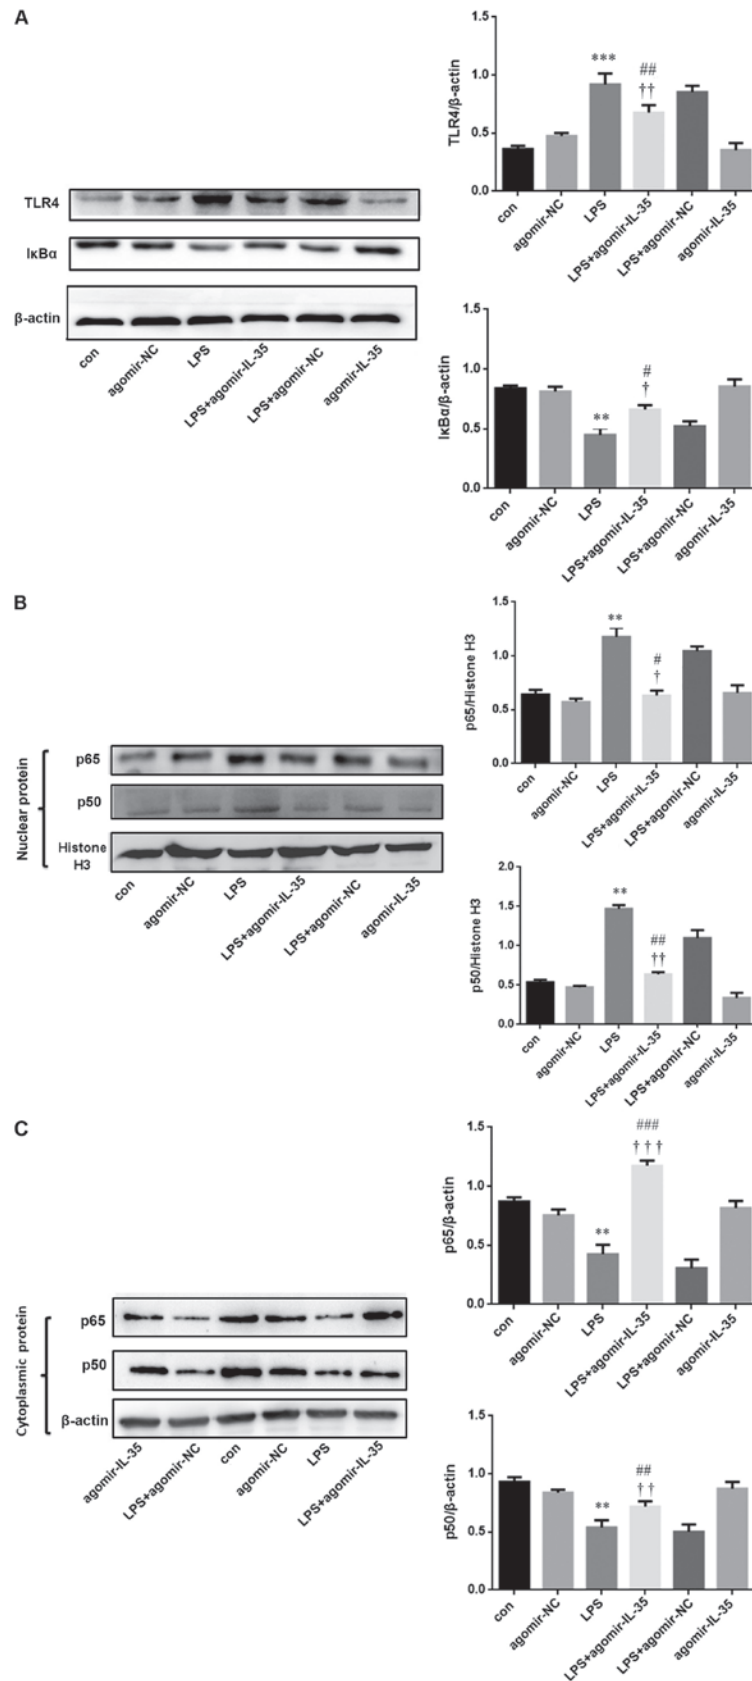 A
TLR4
IκBα
β-actin
con
agomir-NC
LPS
LPS+agomir-IL-35
LPS+agomir-NC
agomir-IL-35
TLR4/β-actin
1.5
1.0
0.5
0.0
***
##
††
con
agomir-NC
LPS
LPS+agomir-IL-35
LPS+agomir-NC
agomir-IL-35
IκBα/β-actin
1.5
1.0
0.5
0.0
**
#
†
con
agomir-NC
LPS
LPS+agomir-IL-35
LPS+agomir-NC
agomir-IL-35
B
Nuclear protein
p65
p50
Histone
H3
con
agomir-NC
LPS
LPS+agomir-IL-35
LPS+agomir-NC
agomir-IL-35
p65/Histone H3
1.5
1.0
0.5
0.0
**
#
†
con
agomir-NC
LPS
LPS+agomir-IL-35
LPS+agomir-NC
agomir-IL-35
p50/Histone H3
2.0
1.5
1.0
0.5
0.0
**
##
††
con
agomir-NC
LPS
LPS+agomir-IL-35
LPS+agomir-NC
agomir-IL-35
C
Cytoplasmic protein
p65
p50
β-actin
agomir-IL-35
LPS+agomir-NC
con
agomir-NC
LPS
LPS+agomir-IL-35
p65/β-actin
1.5
1.0
0.5
0.0
**
###
† † †
con
agomir-NC
LPS
LPS+agomir-IL-35
LPS+agomir-NC
agomir-IL-35
p50/β-actin
1.5
1.0
0.5
0.0
**
##
† †
con
agomir-NC
LPS
LPS+agomir-IL-35
LPS+agomir-NC
agomir-IL-35